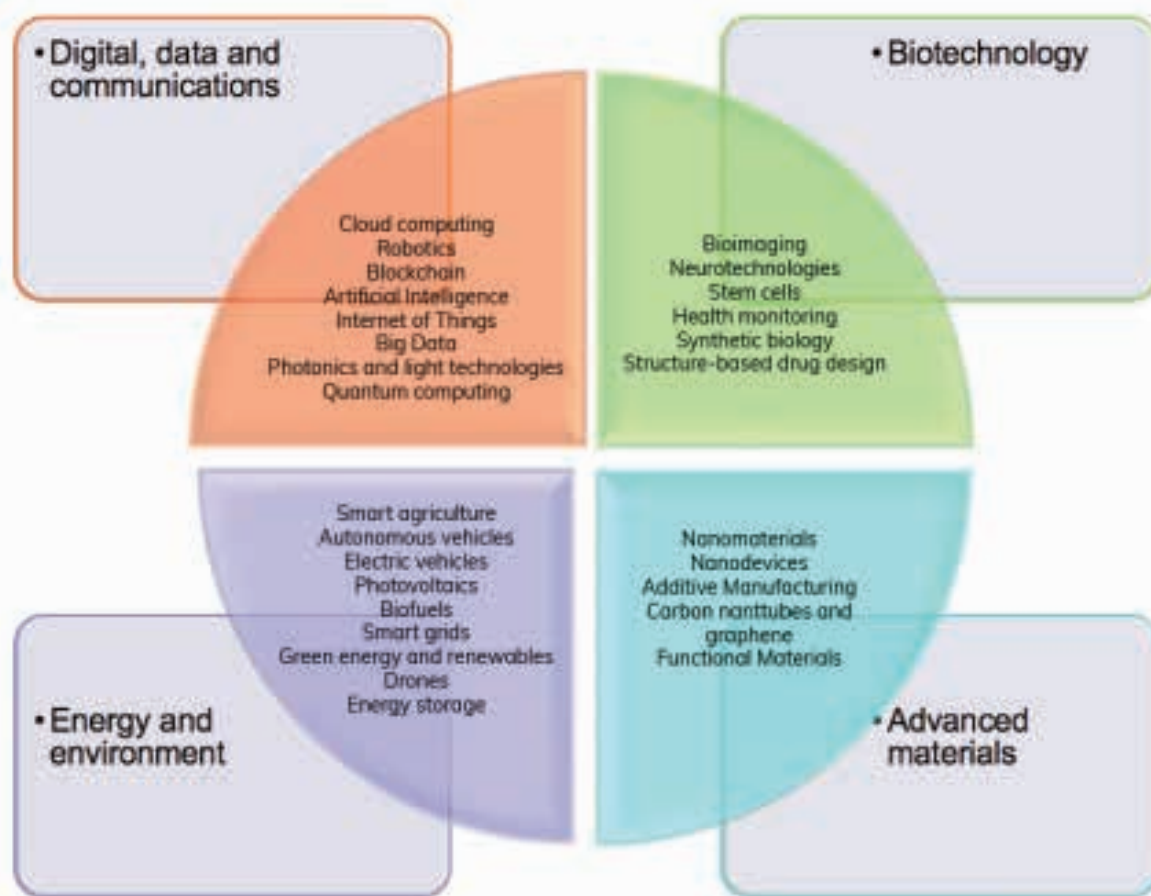 • Digital, data and
communications
Cloud computing
Robotics
Blockchain
Artificial Intelligence
Internet of Things
Big Data
Photonics and light technologies
Quantum computing
• Biotechnology
Bioimaging
Neurotechnologies
Stem cells
Health monitoring
Synthetic biology
Structure-based drug design
Smart agriculture
Autonomous vehicles
Electric vehicles
Photovoltaics
Biofuels
Smart grids
Green energy and renewables
Drones
Energy storage
• Energy and
environment
Nanomaterials
Nanodevices
Additive Manufacturing
Carbon nanttubes and
graphene
Functional Materials
• Advanced
materials